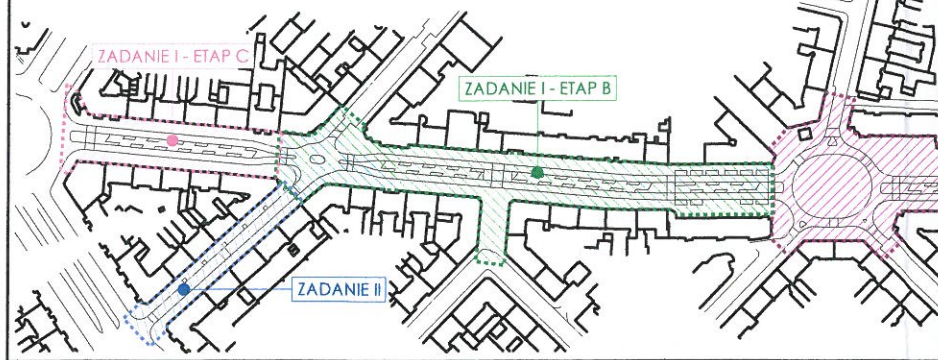 ZADANIE I - ETAP C
ZADANIE I - ETAP B
ZADANIE II